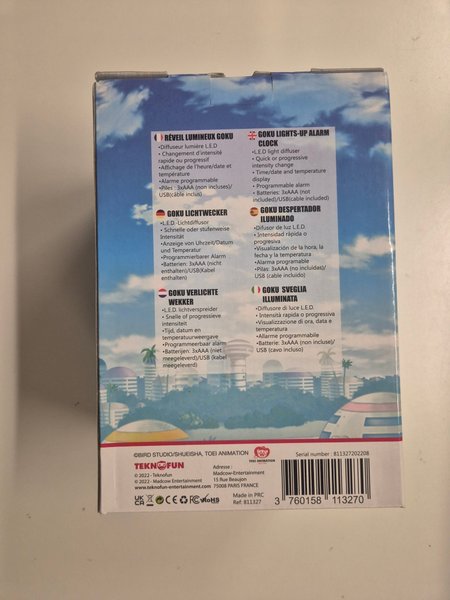 RÉVEIL LUMINEUX GOKU
•Diffuseur lumière L.E.D
• Changement d'intensité
rapide ou progressif
•Affichage de l'heure/date et
température
•Alarme programmable
•Piles : 3xAAA (non incluses)/
USB(câble inclus)
GOKU LIGHTS-UP ALARM
CLOCK
•L.E.D light diffuser
• Quick or progressive
intensity change
• Time/date and temperature
display
• Programmable alarm
• Batteries: 3xAAA (not
included)/USB(cable included)
GOKU LICHTWECKER
•L.E.D.-Lichtdiffusor
• Schnelle oder stufenweise
Intensität
•Anzeige von Uhrzeit/Datum
und Temperatur
•Programmierbarer Alarm
• Batterien: 3xAAA (nicht
enthalten)/USB(Kabel
enthalten)
GOKU DESPERTADOR
ILUMINADO
•Difusor de luz L.E.D.
• Intensidad rápida o
progresiva
•Visualización de la hora, la
fecha y la temperatura
• Alarma programable
•Pilas: 3xAA (no incluidas)/
USB (cable incluido)
GOKU VERLICHTE
WEKKER
•L.E.D. lichtverspreider
• Snelle of progressieve
intensiteit
•Tijd, datum en
temperatuurweergave
•Programmeerbaar alarm
•Batterijen: 3xAAA (niet
meegeleverd)/USB (kabel
meegeleverd)
GOKU SVEGLIA
ILLUMINATA
•Diffusore di luce L.E.D.
•Intensità rapida o progressiva
•Visualizzazione di ora, data e
temperatura
•Allarme programmabile
•Batterie: 3xAAA (non incluse)/
USB (cavo incluso)
©BIRD STUDIO/SHUEISHA, TOEI ANIMATION
TOEI ANIMATION
Serial number : 811327202208
TEKNOFUN
© 2022 - Teknofun
© 2022 - Madcow Entertainment
www.teknofun-entertainment.com
Adresse :
Madcow-Entertainment
15 Rue Beaujon
75008 PARIS FRANCE
UK CA CE RoHS
Made in PRC
Ref: 811327
3 760158 113270